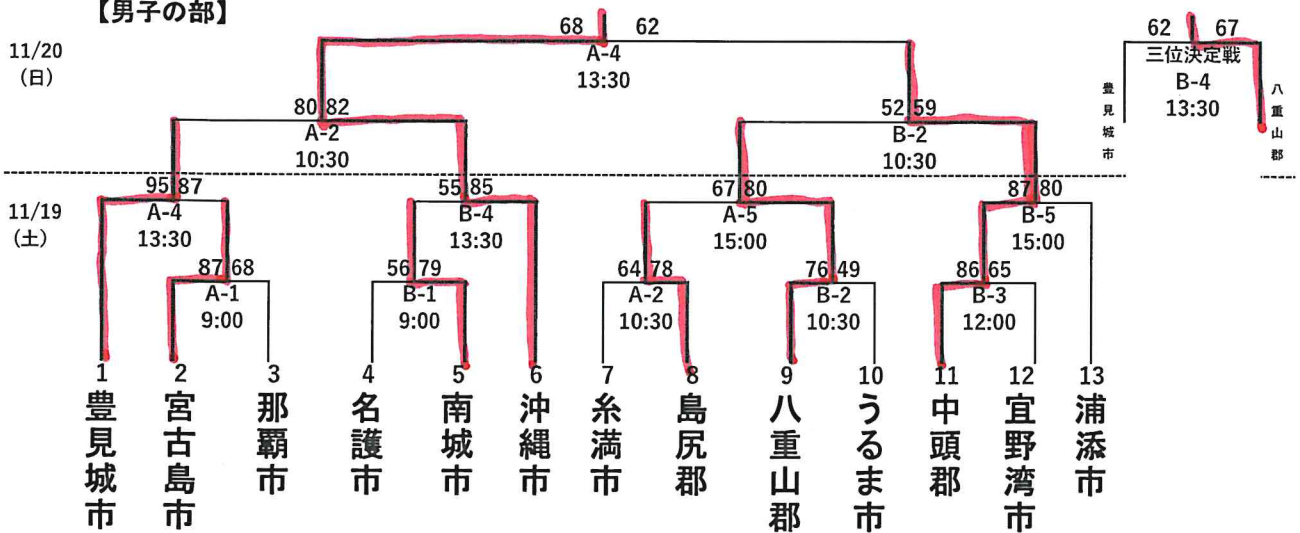 【男子の部】
68 62
A-4
13:30
11/20
(日)
62 67
三位決定戦
B-4
13:30
豊見城市
八重山郡
80 82
A-2
10:30
52 59
B-2
10:30
11/19
(土)
95 87
A-4
13:30
55 85
B-4
13:30
67 80
A-5
15:00
87 80
B-5
15:00
87 68
A-1
9:00
56 79
B-1
9:00
64 78
A-2
10:30
76 49
B-2
10:30
86 65
B-3
12:00
1 2 3 4 5 6 7 8 9 10 11 12 13
豊見城市
宮古島市
那覇市
名護市
南城市
沖縄市
糸満市
島尻郡
八重山郡
うるま市
中頭郡
宜野湾市
浦添市